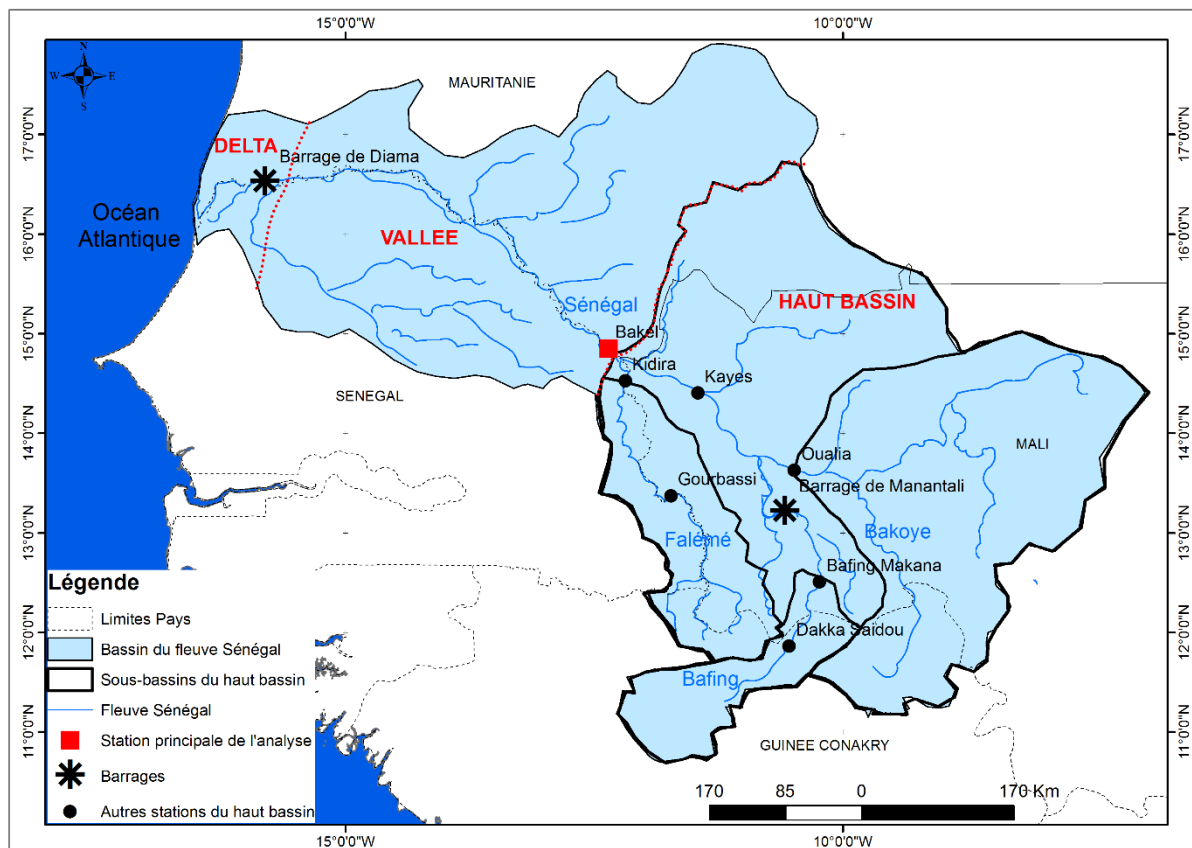 15°0'0"W 10°0'0"W
N
W E
S
MAURITANIE
17°0'0"N 17°0'0"N
DELTA
Barrage de Diama
Océan
Atlantique
16°0'0"N 16°0'0"N
VALLEE
HAUT BASSIN
Sénégal
15°0'0"N 15°0'0"N
Bakel
Kidira
Kayes
SENEGAL
14°0'0"N 14°0'0"N
MALI
Oualia
Gourbassi
Barrage de Manantali
13°0'0"N 13°0'0"N
Falémé
Bakoye
Bafing Makana
Légende
Limites Pays
12°0'0"N 12°0'0"N
Dakka Saidou
Bassin du fleuve Sénégal
Bafing
Sous-bassins du haut bassin
Fleuve Sénégal
11°0'0"N 11°0'0"N
Station principale de l'analyse
GUINEE CONAKRY
Barrages
170 85 0 170 Km
Autres stations du haut bassin
15°0'0"W 10°0'0"W